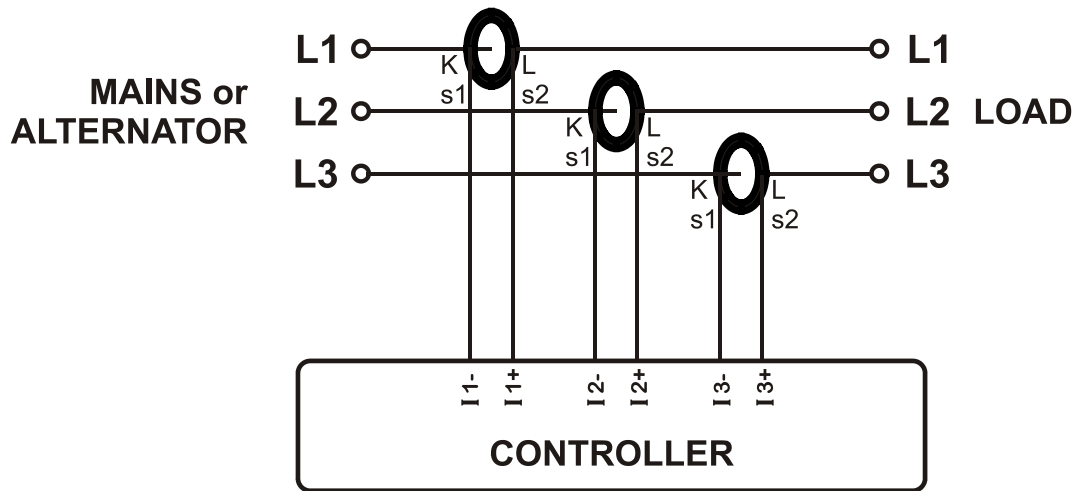 L1
L1
K
L
s1
s2
MAINS or
ALTERNATOR
L2
L2
LOAD
K
L
s1
s2
L3
L3
K
L
s1
s2
I1-
I1+
I2-
I2+
I3-
I3+
CONTROLLER